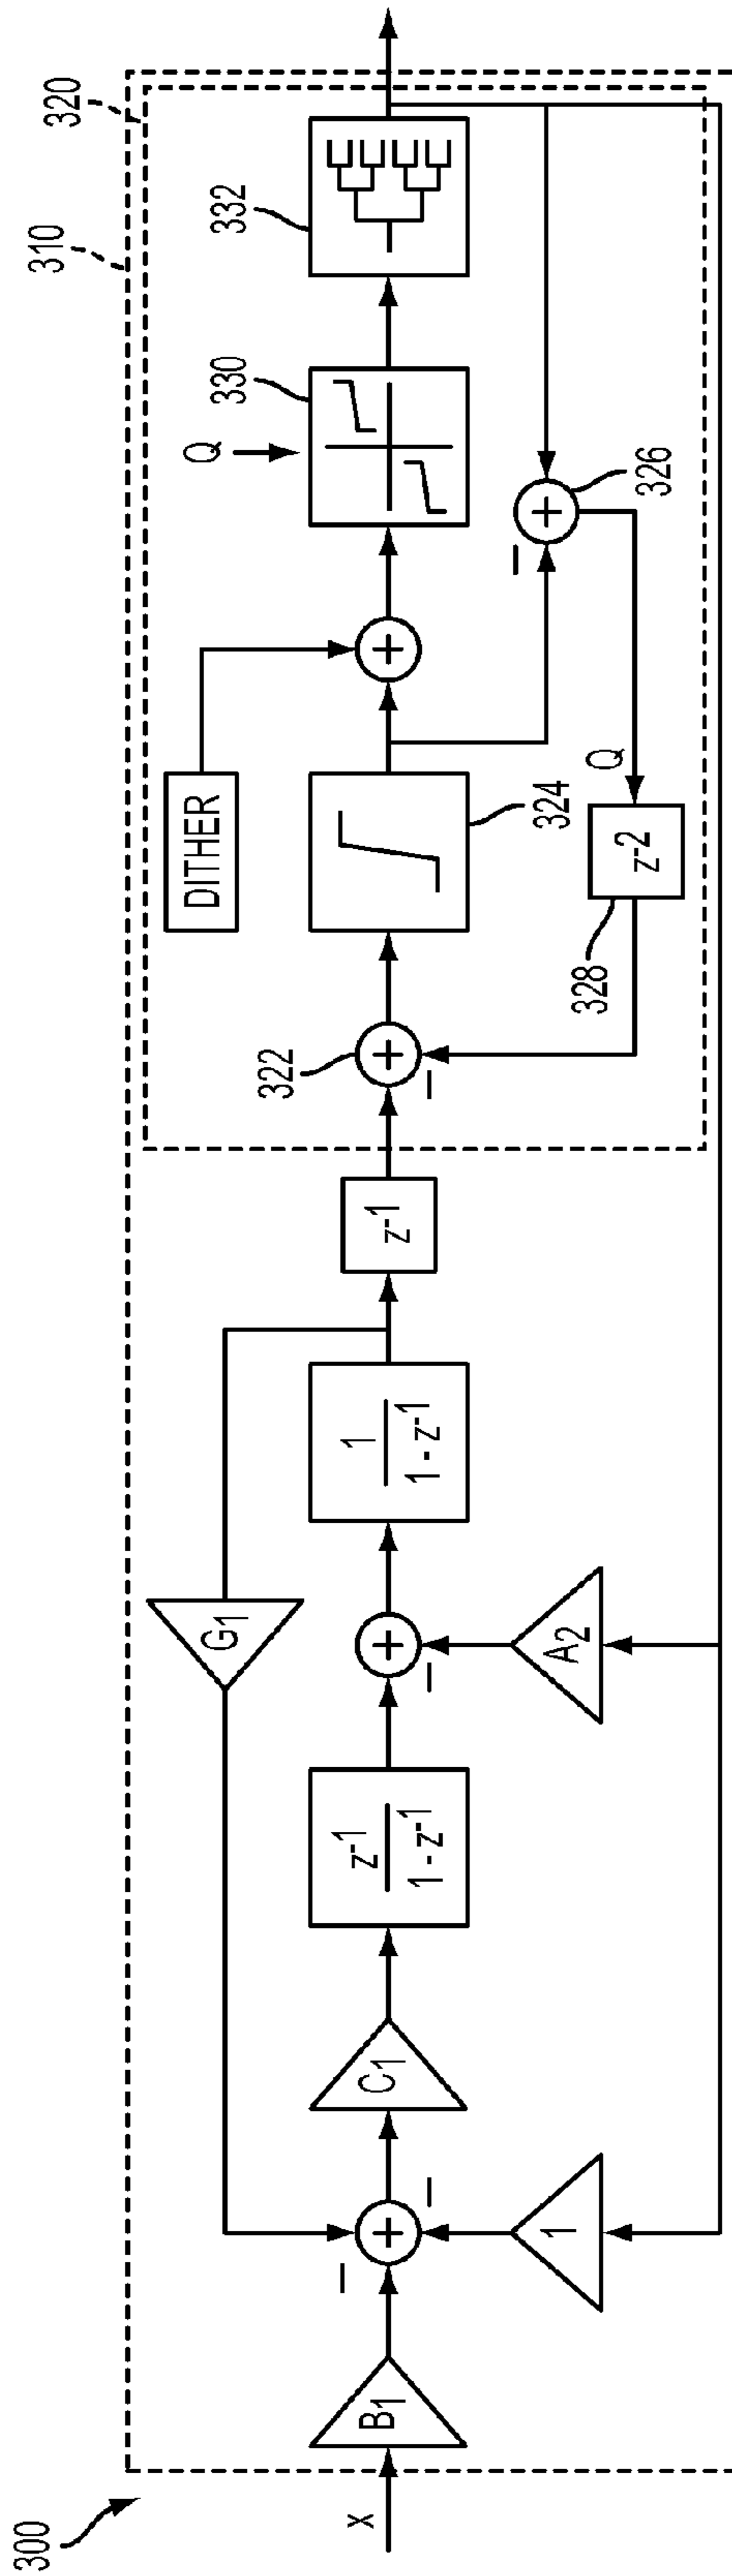 300
310
320
x
B1
1
C1
z-1
1 - z-1
G1
A2
1
1 - z-1
z-1
322
DITHER
324
328
z-2
Q
326
Q
330
332
+
+
+
+
+
−
−
−
−
−